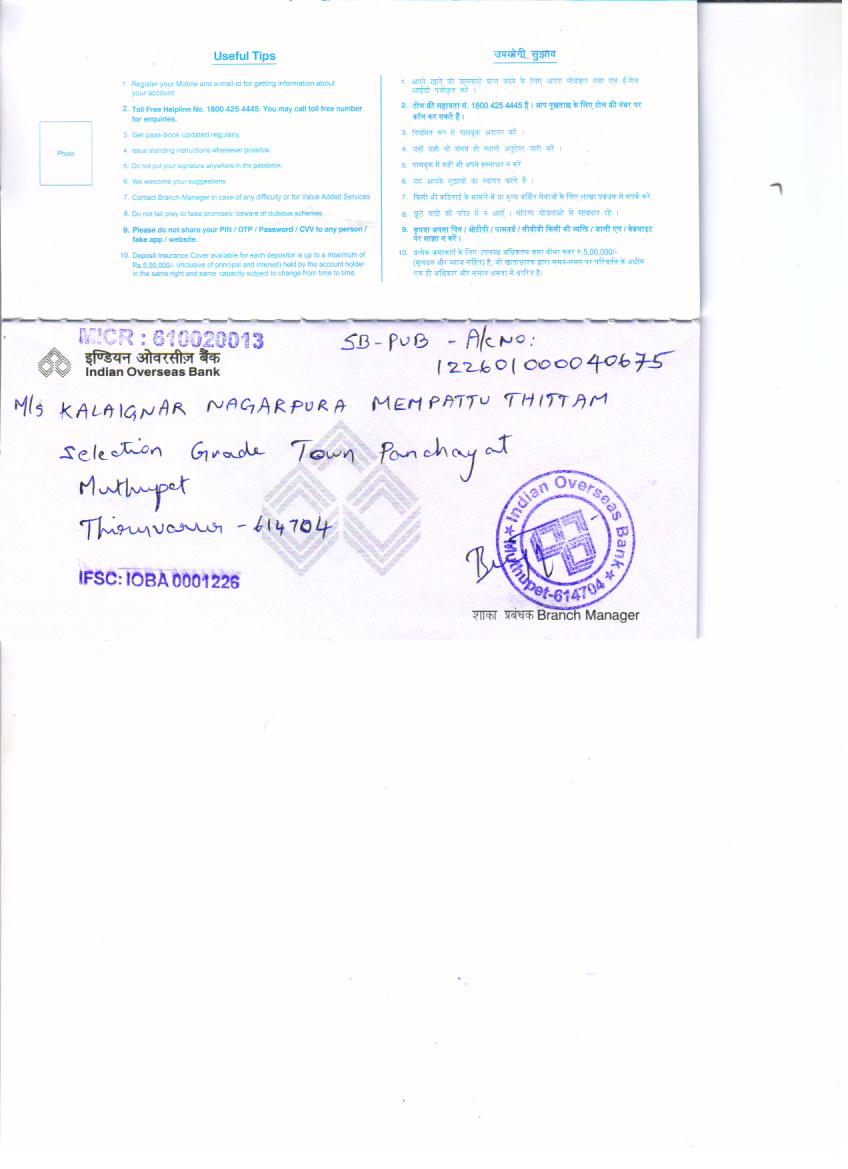 Useful Tips
1. Register your Mobile and e-mail-id for getting information about
your account
2. Toll Free Helpline No. 1800 425 4445. You may call toll free number
for enquiries.
3. Get pass-book updated regularly.
4. Issue standing instructions whereever possible
5. Do not put your signature anywhere in the passbook.
6. We welcome your suggestions.
7. Contact Branch Manager in case of any difficulty or for Value Added Services
8. Do not fall pray to false promises: beware of dubious schemes
9. Please do not share your PIN / OTP / Password / CVV to any person /
fake app / website.
10. Deposit Insurance Cover available for each depositor is up to a maximum of
Rs.5,00,000/- (inclusive of principal and interest) held by the account holder
in the same right and same capacity subject to change from time to time.
Photo
उपयोगी सुझाव
1. अपने खाते की जानकारी प्राप्त करने के लिए अपना मोबाइल नंबर एवं ई-मेल
आईडी पंजीकृत करें ।
2. टोल फ्री सहायता नं. 1800 425 4445 है। आप पूछताछ के लिए टोल फ्री नंबर पर
कॉल कर सकते हैं।
3. नियमित रूप से पासबुक अद्यतन करें ।
4. जहाँ कहीं भी संभव हो स्थायी अनुदेश जारी करें ।
5. पासबुक में कहीं भी अपने हस्ताक्षर न करें
6. हम आपके सुझावों का स्वागत करते है ।
7. किसी भी कठिनाई के मामले में या मूल्य वर्धित सेवाओं के लिए शाखा प्रबंधक से संपर्क करें
8. झूठे वादों की चपेट में न आएँ । संदिग्ध योजनाओं से सावधान रहें ।
9. कृपया अपना पिन / ओटीपी / पासवर्ड / सीवीवी किसी भी व्यक्ति / जाली एप / वेबसाइट
पर साझा न करें।
10. प्रत्येक जमाकर्ता के लिए उपलब्ध अधिकतम जमा बीमा कवर रु.5,00,000/-
(मूलधन और ब्याज सहित) है, जो खाताधारक द्वारा समय-समय पर परिवर्तन के अधीन
एक ही अधिकार और समान क्षमता में धारित है।
MICR : 610020013
इण्डियन ओवरसीज़ बैंक
Indian Overseas Bank
SB-PUB - A/c NO:
122601000040675
M/s KALAIGNAR NAGARPURA MEMPATTU THITTAM
Selection Grade Town Panchayat
Muthupet
Thiruvarur - 614704
IFSC: IOBA 0001226
Indian Overseas Bank
Muthupet-614704
शाका प्रबंधक Branch Manager